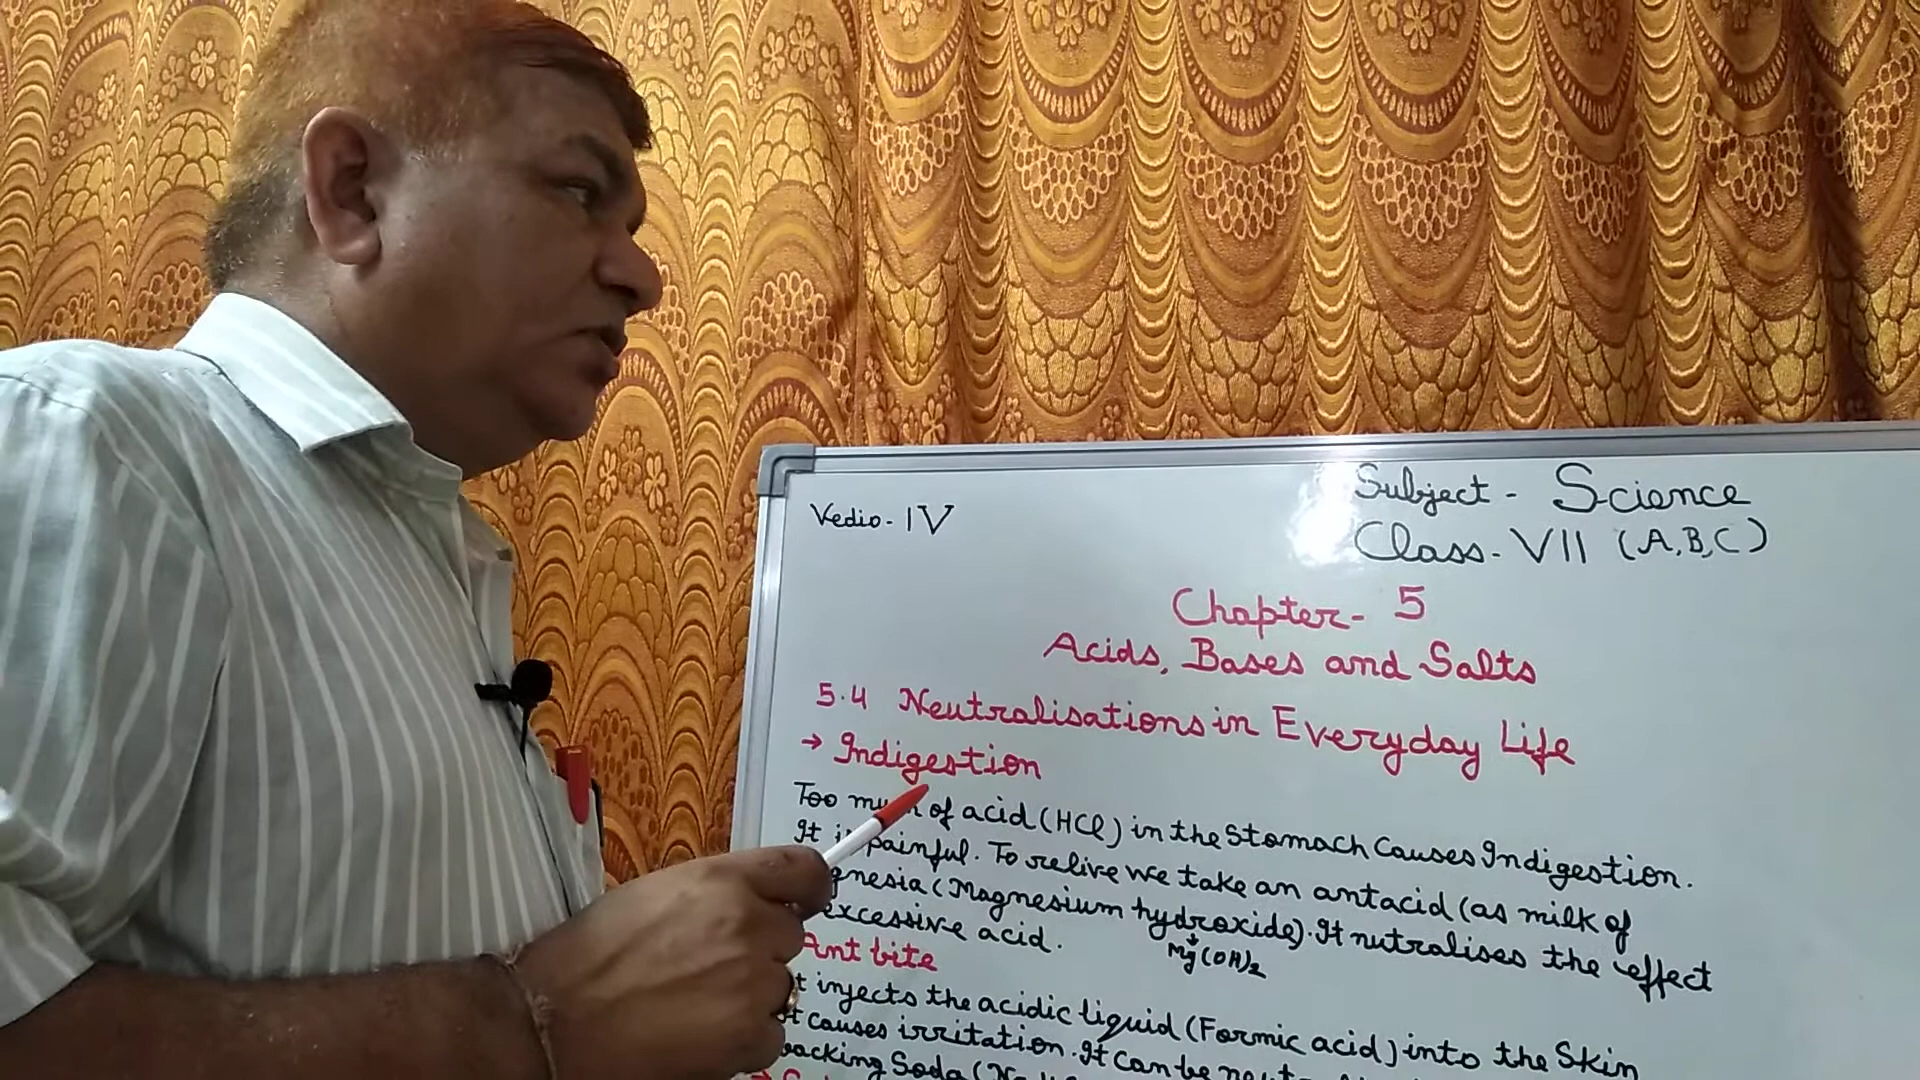 Vedio - IV
Subject - Science
Class - VII (A,B,C)
Chapter - 5
Acids, Bases and Salts
5.4 Neutralisations in Everyday Life
→ Indigestion
Too of acid (HCl) in the Stomach Causes Indigestion.
It painful. To relive we take an antacid (as milk of
(Magnesium hydroxide). It nutralises the effect
excessive acid.
Mg(OH)2
Ant bite
injects the acidic liquid (Formic acid) into the Skin
It causes irritation. It can be
Soda